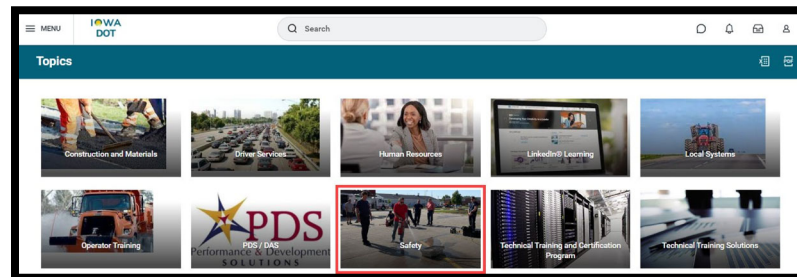 MENU
IOWA
DOT
Search
Topics
Construction and Materials
Driver Services
Human Resources
LinkedIn® Learning
Local Systems
Operator Training
PDS
PDS / DAS
Performance & Development
SOLUTIONS
Safety
Technical Training and Certification
Program
Technical Training Solutions